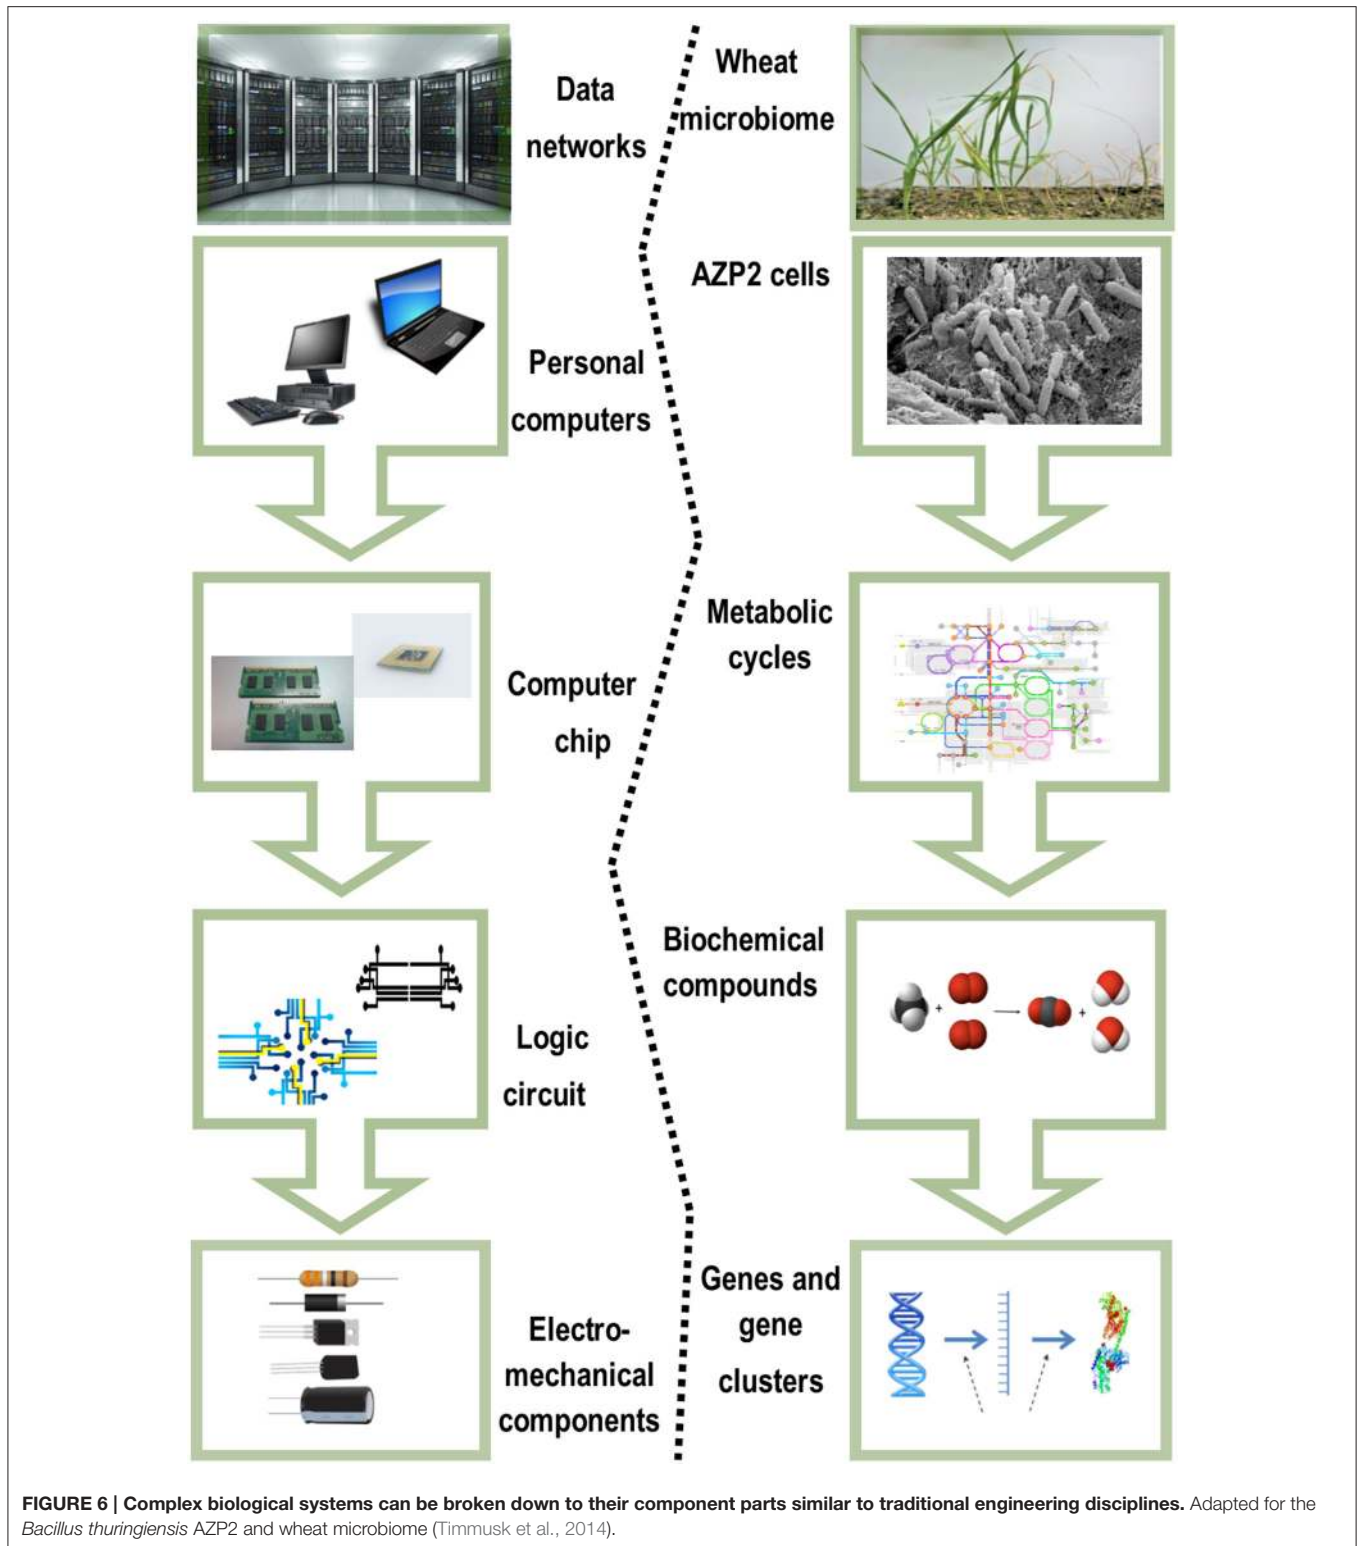 Data
networks
Wheat
microbiome
AZP2 cells
Personal
computers
Metabolic
cycles
Computer
chip
Biochemical
compounds
+
+
Logic
circuit
Genes and
gene
clusters
Electro-
mechanical
components
FIGURE 6 | Complex biological systems can be broken down to their component parts similar to traditional engineering disciplines. Adapted for the
Bacillus thuringiensis AZP2 and wheat microbiome (Timmusk et al., 2014).